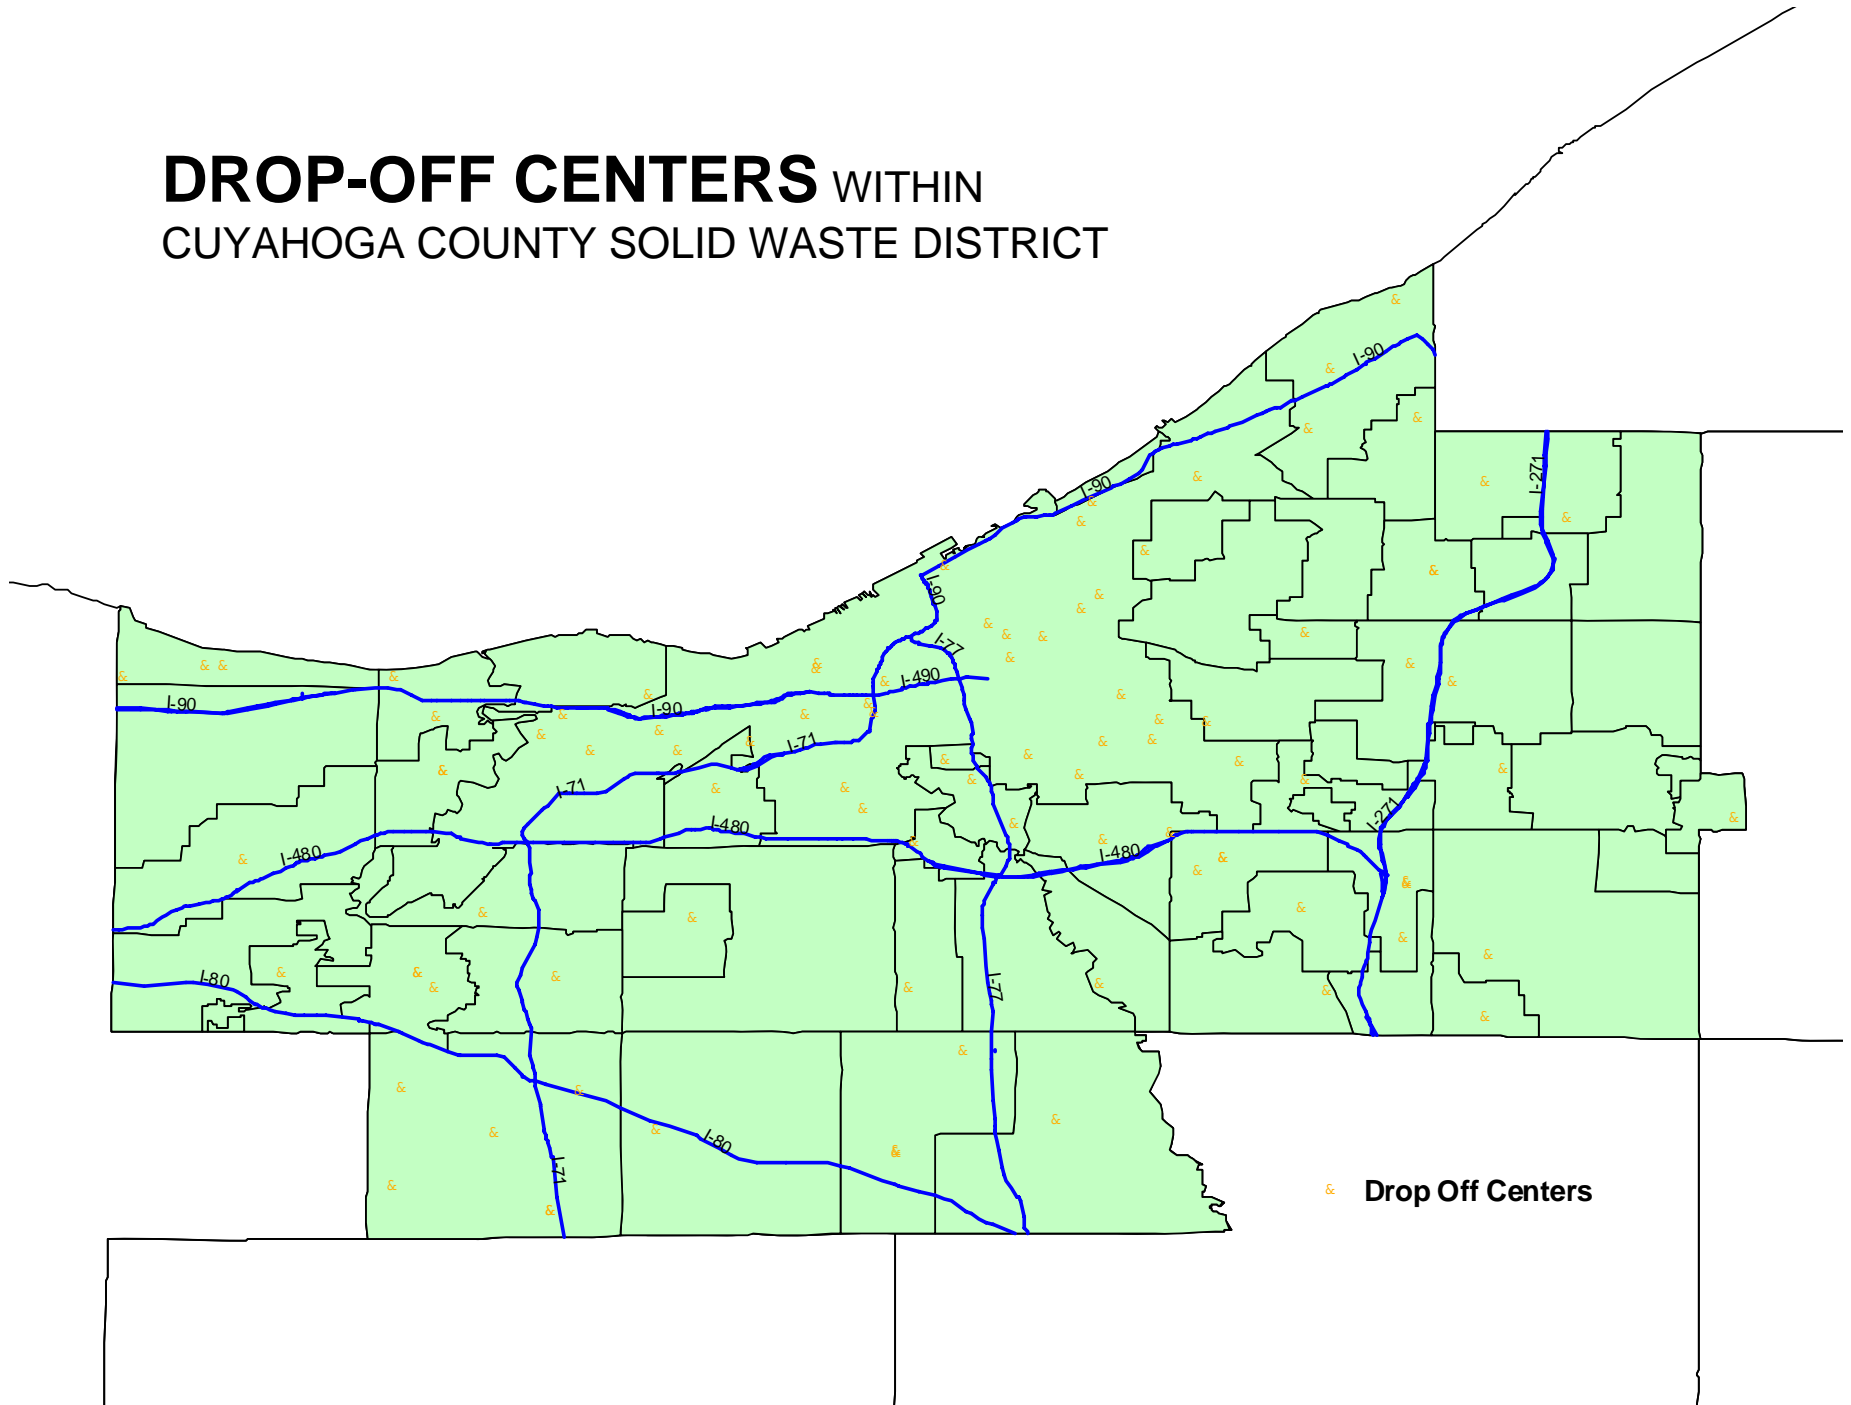 DROP-OFF CENTERS WITHIN
CUYAHOGA COUNTY SOLID WASTE DISTRICT
I-90
I-271
I-90
I-90
I-77
I-490
I-90
I-90
I-71
I-71
I-271
I-480
I-480
I-480
I-80
I-77
I-80
I-71
& Drop Off Centers